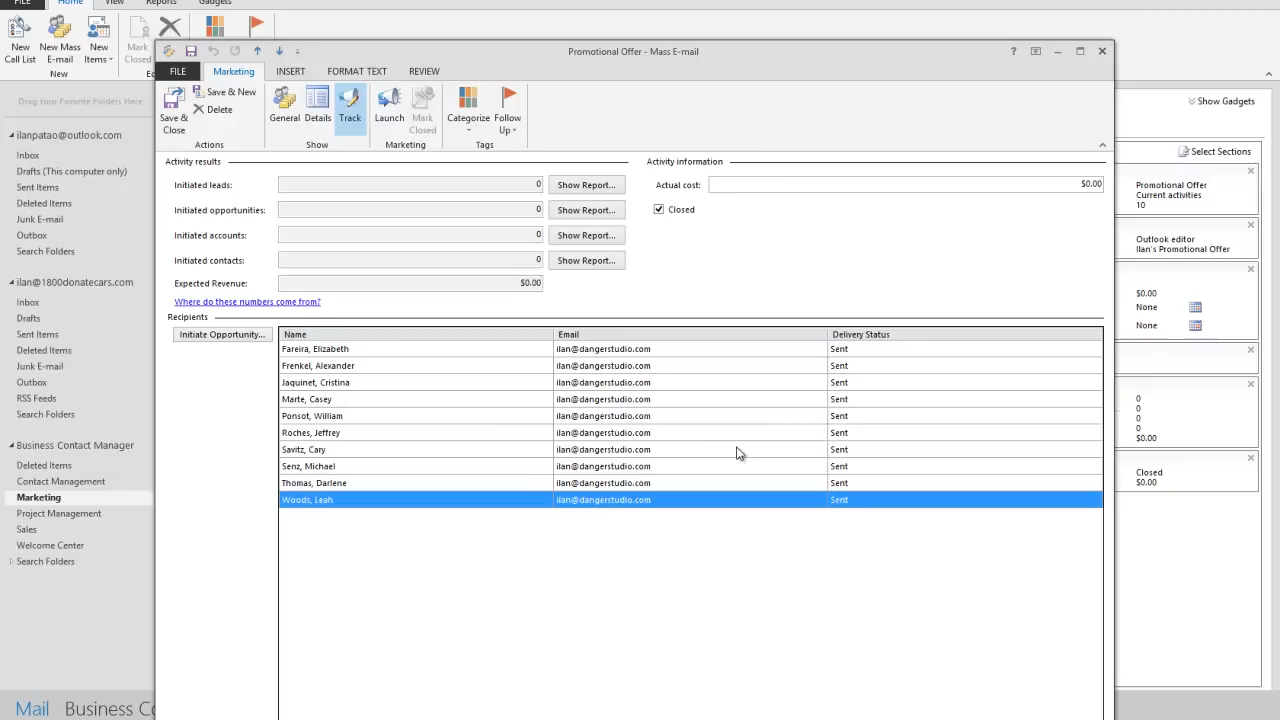 FILE Home View Reports Gadgets
New Call List
New Mass E-mail
New Items
Mark Closed
New
Drag Your Favorite Folders Here
ilanpatao@outlook.com
Inbox
Drafts (This computer only)
Sent Items
Deleted Items
Junk E-mail
Outbox
Search Folders
ilan@1800donatecars.com
Inbox
Drafts
Sent Items
Deleted Items
Junk E-mail
Outbox
RSS Feeds
Search Folders
Business Contact Manager
Deleted Items
Contact Management
Marketing
Project Management
Sales
Welcome Center
Search Folders
Mail Business
Promotional Offer - Mass E-mail
FILE Marketing INSERT FORMAT TEXT REVIEW
Save & Close
Save & New
Delete
Actions
General Details Track
Show
Launch Mark Closed
Marketing
Categorize Follow Up
Tags
Activity results
Initiated leads: 0 Show Report...
Initiated opportunities: 0 Show Report...
Initiated accounts: 0 Show Report...
Initiated contacts: 0 Show Report...
Expected Revenue: $0.00
Where do these numbers come from?
Activity information
Actual cost: $0.00
Closed
Recipients
Initiate Opportunity...
Name Email Delivery Status
Fareira, Elizabeth ilan@dangerstudio.com Sent
Frenkel, Alexander ilan@dangerstudio.com Sent
Jaquinet, Cristina ilan@dangerstudio.com Sent
Marte, Casey ilan@dangerstudio.com Sent
Ponsot, William ilan@dangerstudio.com Sent
Roches, Jeffrey ilan@dangerstudio.com Sent
Savitz, Cary ilan@dangerstudio.com Sent
Senz, Michael ilan@dangerstudio.com Sent
Thomas, Darlene ilan@dangerstudio.com Sent
Woods, Leah ilan@dangerstudio.com Sent
Show Gadgets
Select Sections
Promotional Offer
Current activities
10
Outlook editor
Ilan's Promotional Offer
$0.00
None
None
0
0
0
0
$0.00
Closed
$0.00